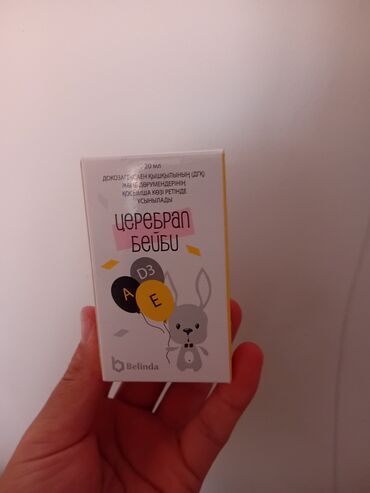 20 мл
ДОКОЗАГЕКСАЕН ҚЫШҚЫЛЫНЫҢ (ДГҚ)
ЖӘНЕ ДӘРУМЕНДЕРІНІҢ
ҚОСЫМША КӨЗІ РЕТІНДЕ
ҰСЫНЫЛАДЫ
ЦЕРЕБРАЛ
БЕЙБИ
D3
A
E
Belinda